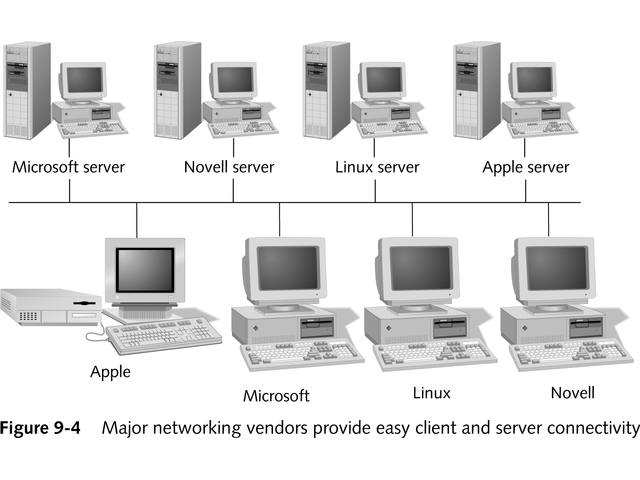 Microsoft server
Novell server
Linux server
Apple server
Apple
Microsoft
Linux
Novell
Figure 9-4 Major networking vendors provide easy client and server connectivity